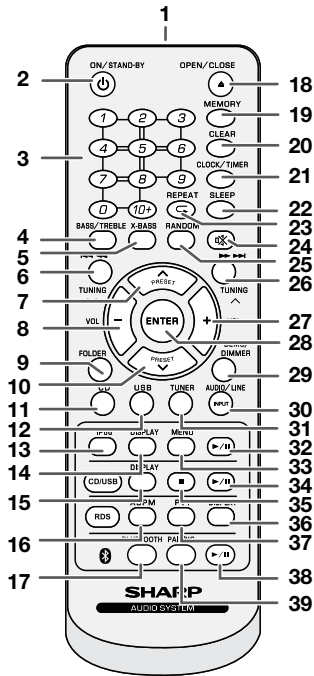 1
ON/STAND-BY
OPEN/CLOSE
2
18
MEMORY
19
1 2 3
CLEAR
20
3
4 5 6
CLOCK/TIMER
21
7 8 9
REPEAT
SLEEP
22
0 10+
23
4
BASS/TREBLE
X-BASS
RANDOM
24
5
25
6
26
TUNING
TUNING
7
PRESET
8
VOL
–
ENTER
+
27
28
9
FOLDER
PRESET
DIMMER
10
29
CD
USB
TUNER
AUDIO/LINE
11
INPUT
30
12
31
DISPLAY
MENU
13
32
DISPLAY
33
14
CD/USB
34
15
35
RDS
DISPLAY
36
16
37
17
38
SHARP
AUDIO SYSTEM
39